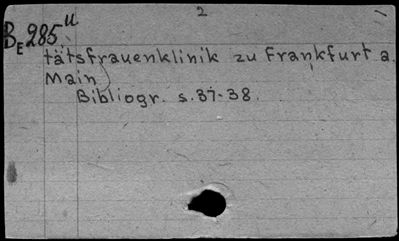 2
BE 285 u
tätsfrauenklinik zu Frankfurt a.
Main)
Bibliogr. s.37-38.